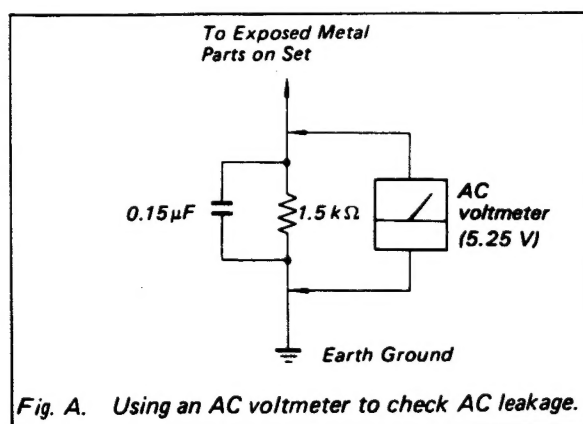 To Exposed Metal
Parts on Set
0.15μF
1.5 kΩ
AC
voltmeter
(5.25 V)
Earth Ground
Fig. A. Using an AC voltmeter to check AC leakage.